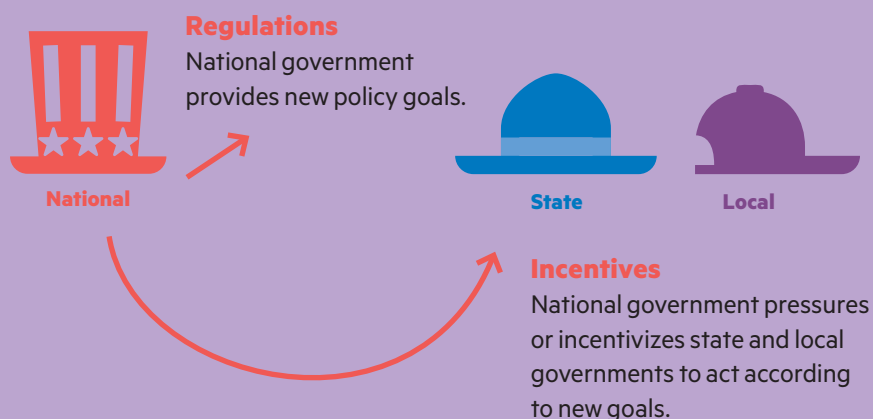 Regulations
National government
provides new policy goals.
National
State
Local
Incentives
National government pressures
or incentivizes state and local
governments to act according
to new goals.